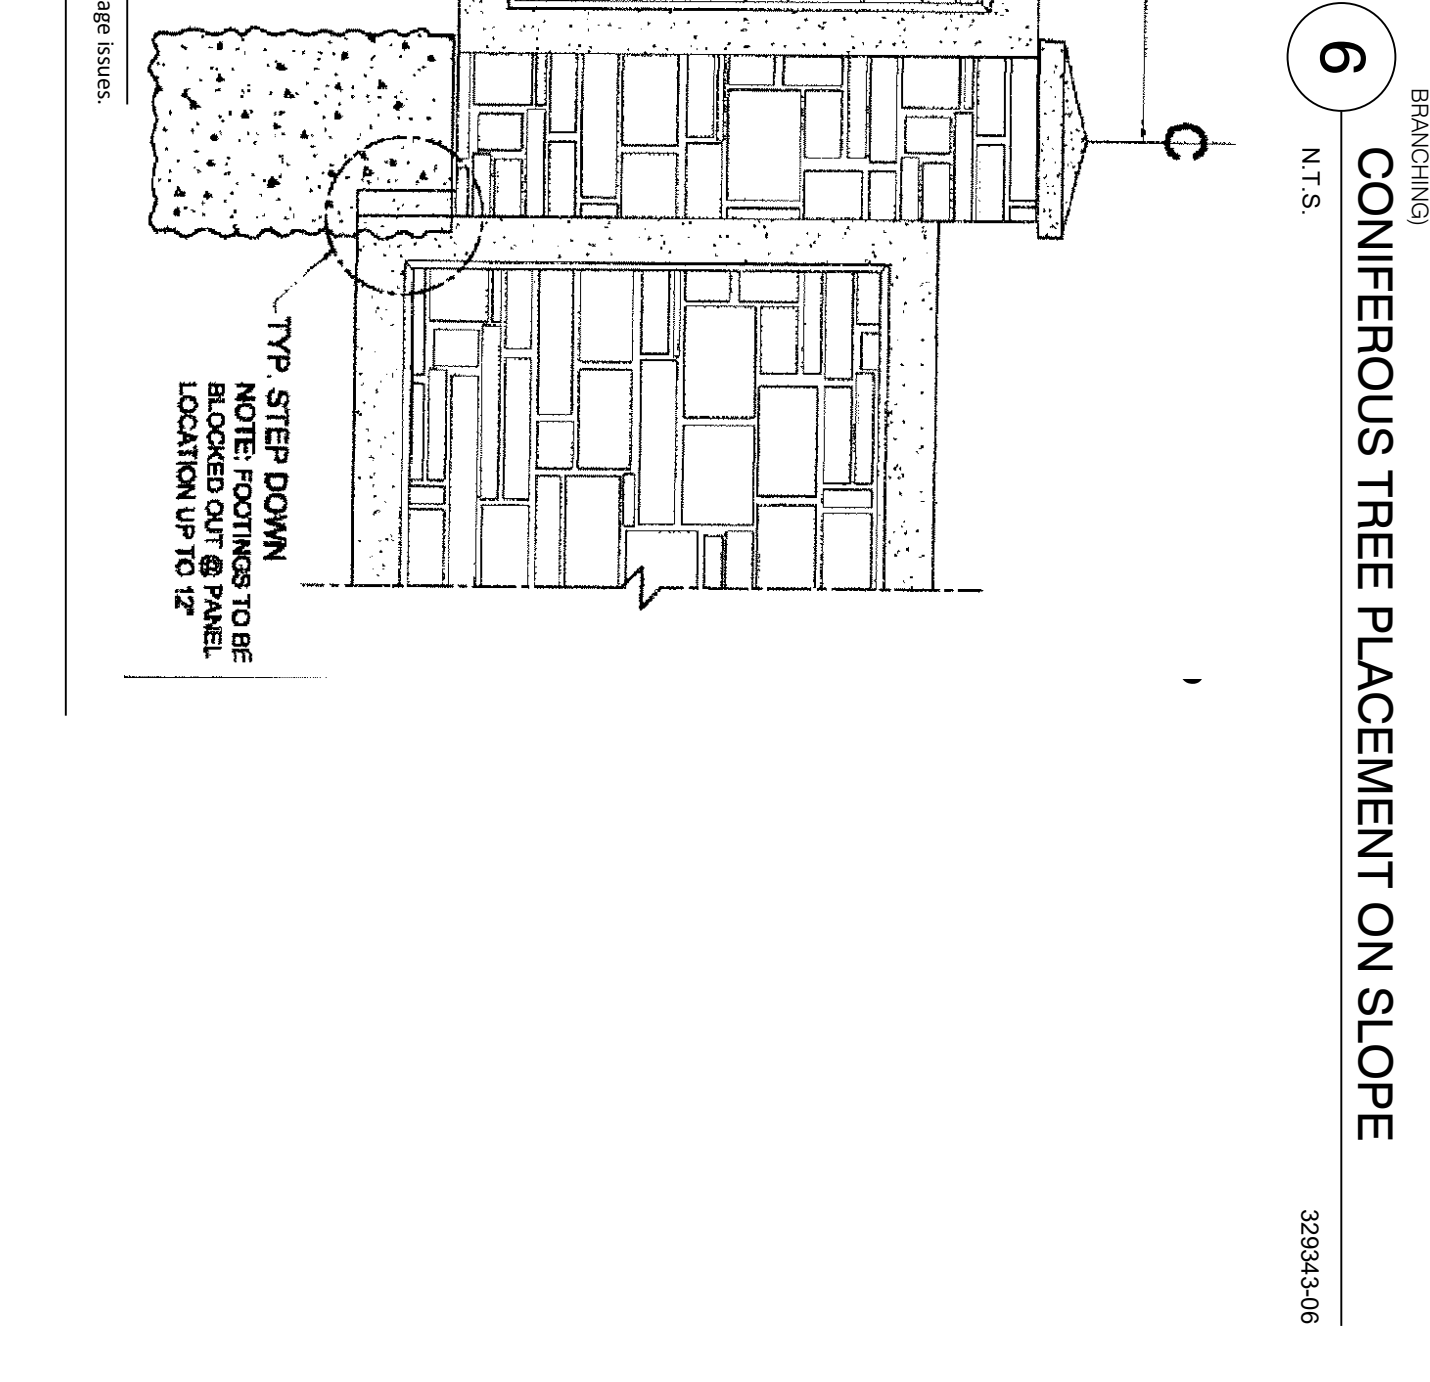 BRANCHING)
6
CONIFEROUS TREE PLACEMENT ON SLOPE
N.T.S.
329343-06
C
TYP. STEP DOWN
NOTE: FOOTINGS TO BE
BLOCKED OUT @ PANEL
LOCATION UP TO 12"
age issues.